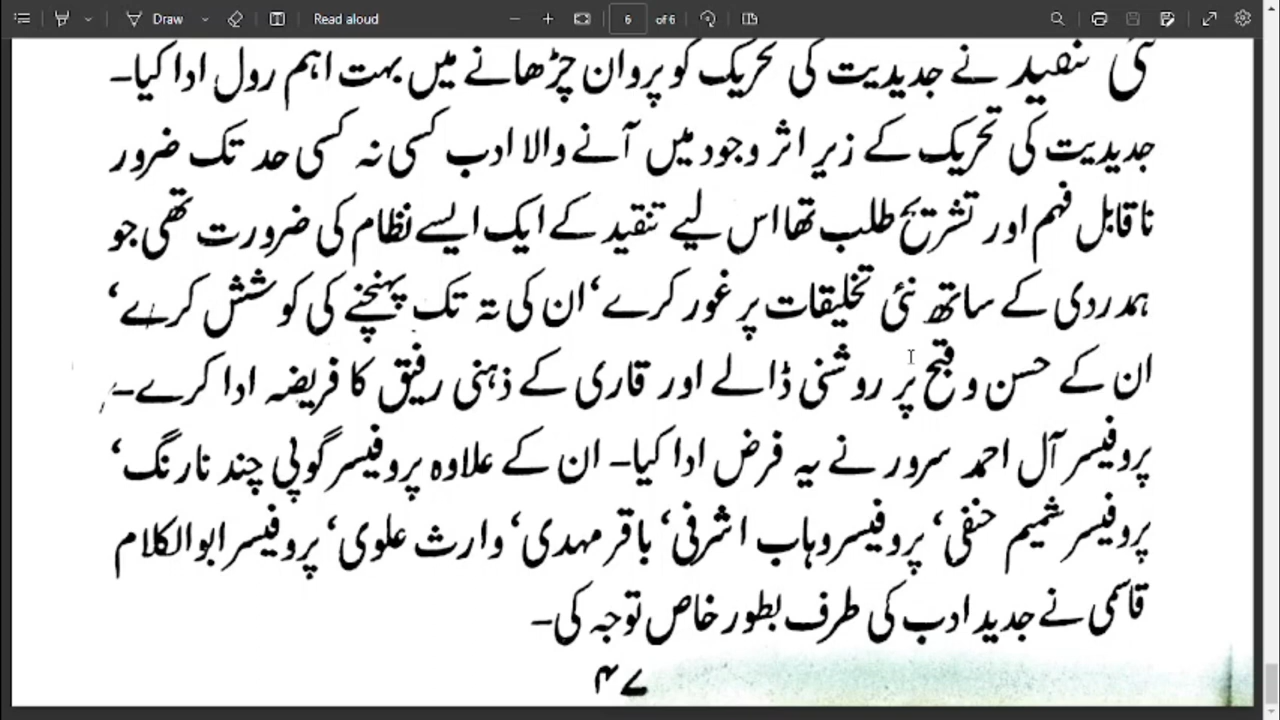 Draw
Read aloud
6
of 6
نئی تنقید نے جدیدیت کی تحریک کو پروان چڑھانے میں بہت اہم رول ادا کیا۔
جدیدیت کی تحریک کے زیر اثر وجود میں آنے والا ادب کسی نہ کسی حد تک ضرور
ناقابل فہم اور تشریح طلب تھا اس لیے تنقید کے ایک ایسے نظام کی ضرورت تھی جو
ہمدردی کے ساتھ نئی تخلیقات پر غور کرے‘ ان کی تہ تک پہنچنے کی کوشش کرے‘
ان کے حسن و قبح پر روشنی ڈالے اور قاری کے ذہنی رفیق کا فریضہ ادا کرے۔
پروفیسر آل احمد سرور نے یہ فرض ادا کیا۔ ان کے علاوہ پروفیسر گوپی چند نارنگ‘
پروفیسر شمیم حنفی‘ پروفیسر وہاب اشرفی‘ باقر مہدی‘ وارث علوی‘ پروفیسر ابوالکلام
قاسمی نے جدید ادب کی طرف بطور خاص توجہ کی۔
۴۷